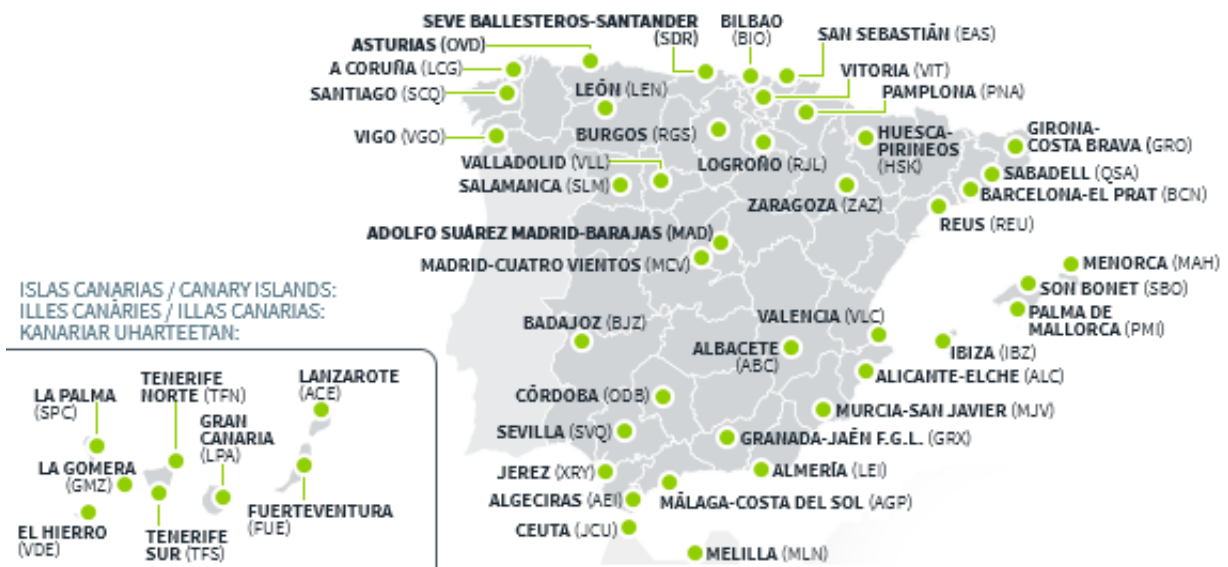 SEVE BALLESTEROS-SANTANDER
(SDR)
BILBAO
(BIO)
SAN SEBASTIÁN (EAS)
ASTURIAS (OVD)
A CORUÑA (LCG)
SANTIAGO (SCQ)
LEÓN (LEN)
VITORIA (VIT)
PAMPLONA (PNA)
VIGO (VGO)
BURGOS (RGS)
HUESCA-
PIRINEOS
(HSK)
GIRONA-
COSTA BRAVA (GRO)
VALLADOLID (VLL)
LOGROÑO (RJL)
SABADELL (QSA)
SALAMANCA (SLM)
BARCELONA-EL PRAT (BCN)
ZARAGOZA (ZAZ)
REUS (REU)
ADOLFO SUÁREZ MADRID-BARAJAS (MAD)
MADRID-CUATRO VIENTOS (MCV)
MENORCA (MAH)
SON BONET (SBO)
PALMA DE
MALLORCA (PMI)
BADAJOZ (BJZ)
VALENCIA (VLC)
ALBACETE
(ABC)
IBIZA (IBZ)
ALICANTE-ELCHE (ALC)
CÓRDOBA (ODB)
MURCIA-SAN JAVIER (MJV)
SEVILLA (SVQ)
GRANADA-JAÉN F.G.L. (GRX)
JEREZ (XRY)
ALMERÍA (LEI)
ALGECIRAS (AEI)
MÁLAGA-COSTA DEL SOL (AGP)
CEUTA (JCU)
MELILLA (MLN)
ISLAS CANARIAS / CANARY ISLANDS:
ILLES CANÀRIES / ILLAS CANARIAS:
KANARIAR UHARTEETAN:
LA PALMA
(SPC)
TENERIFE
NORTE (TFN)
LANZAROTE
(ACE)
GRAN
CANARIA
(LPA)
LA GOMERA
(GMZ)
FUERTEVENTURA
(FUE)
EL HIERRO
(VDE)
TENERIFE
SUR (TFS)